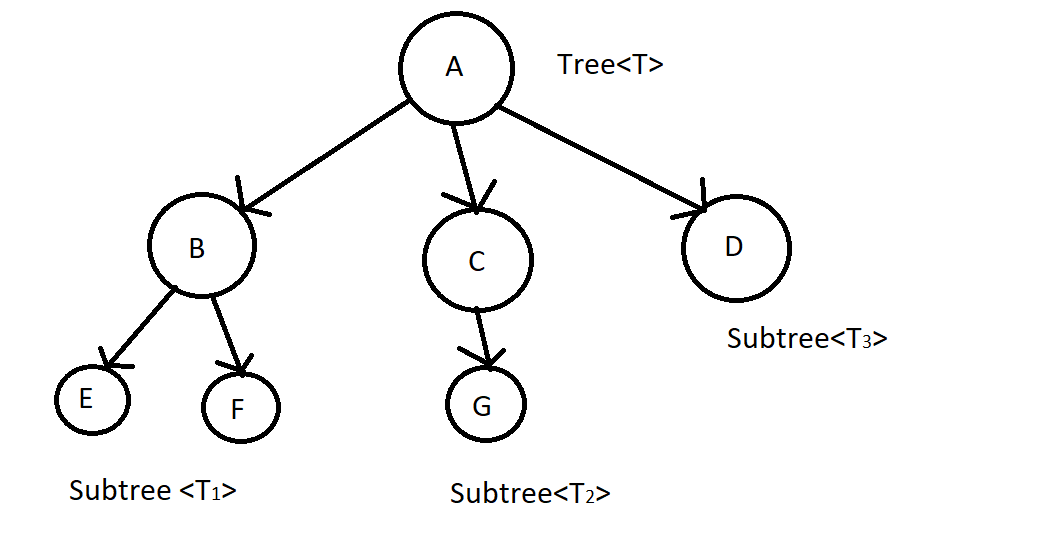 A
Tree<T>
B
C
D
Subtree<T₃>
E
F
G
Subtree <T₁>
Subtree<T₂>